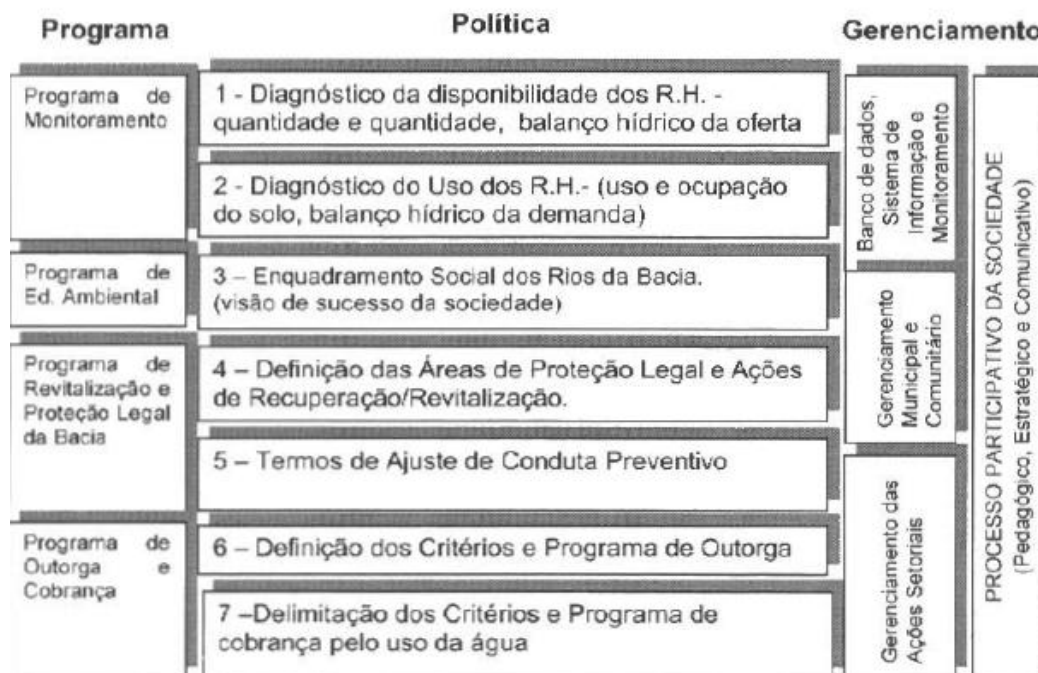 Programa
Política
Gerenciamento
Programa de
Monitoramento
1 - Diagnóstico da disponibilidade dos R.H. -
quantidade e quantidade, balanço hídrico da oferta
2 - Diagnóstico do Uso dos R.H.- (uso e ocupação
do solo, balanço hídrico da demanda)
Programa de
Ed. Ambiental
3 – Enquadramento Social dos Rios da Bacia.
(visão de sucesso da sociedade)
Programa de
Revitalização e
Proteção Legal
da Bacia
4 – Definição das Áreas de Proteção Legal e Ações
de Recuperação/Revitalização.
5 – Termos de Ajuste de Conduta Preventivo
Programa de
Outorga e
Cobrança
6 – Definição dos Critérios e Programa de Outorga
7 –Delimitação dos Critérios e Programa de
cobrança pelo uso da água
Banco de dados,
Sistema de
Informação e
Monitoramento
Gerenciamento
Municipal e
Comunitário
Gerenciamento das
Ações Setoriais
PROCESSO PARTICIPATIVO DA SOCIEDADE
(Pedagógico, Estratégico e Comunicativo)